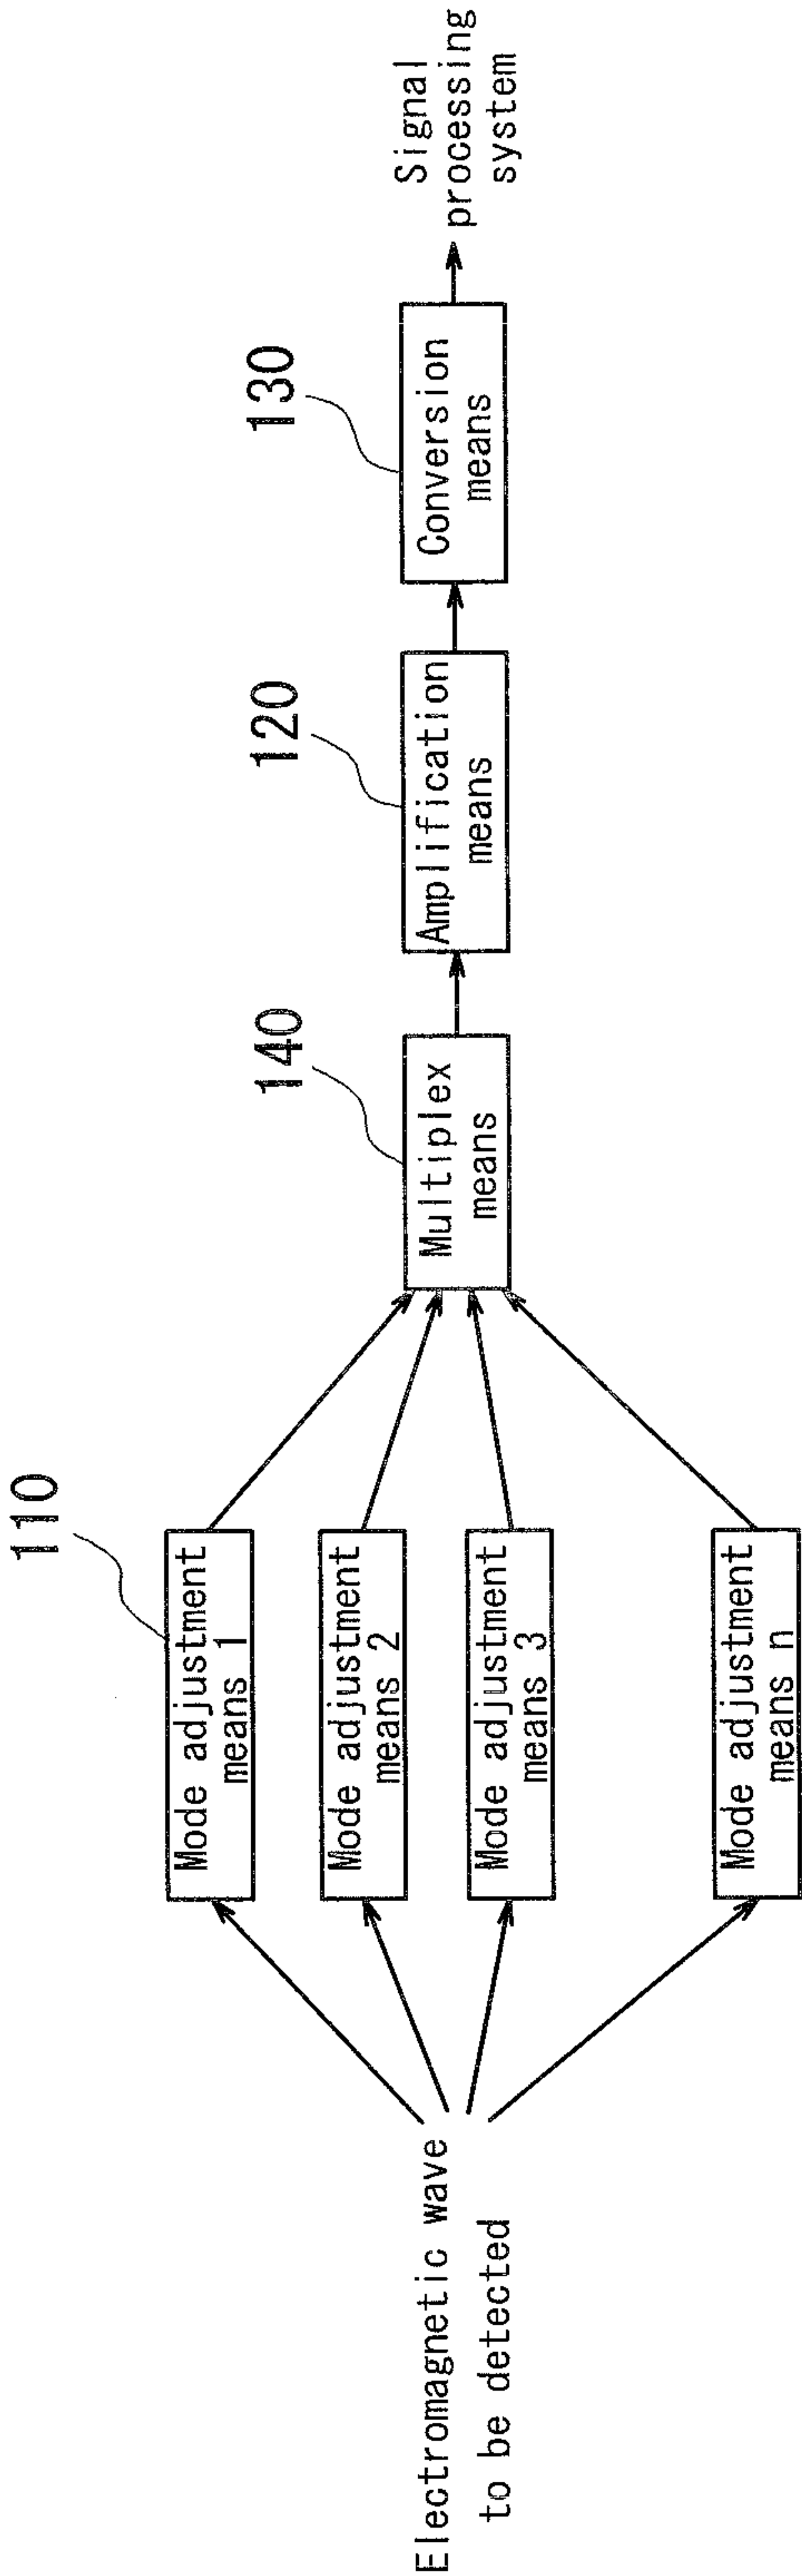 Electromagnetic wave
to be detected
110
Mode adjustment
means 1
Mode adjustment
means 2
Mode adjustment
means 3
Mode adjustment
means n
140
Multiplex
means
120
Amplification
means
130
Conversion
means
Signal
processing
system